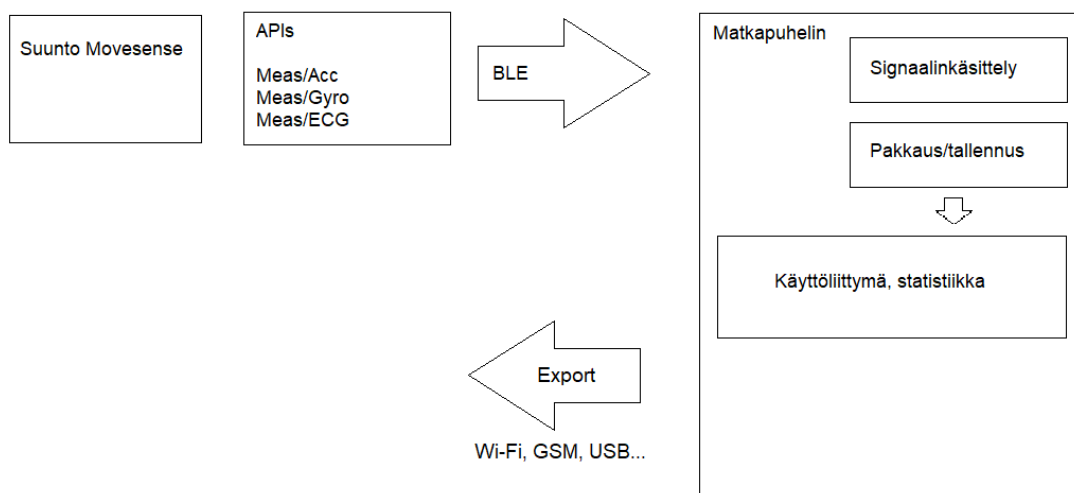 Suunto Movesense
APIs
Meas/Acc
Meas/Gyro
Meas/ECG
BLE
Matkapuhelin
Signaalinkäsittely
Pakkaus/tallennus
Käyttöliittymä, statistiikka
Export
Wi-Fi, GSM, USB...